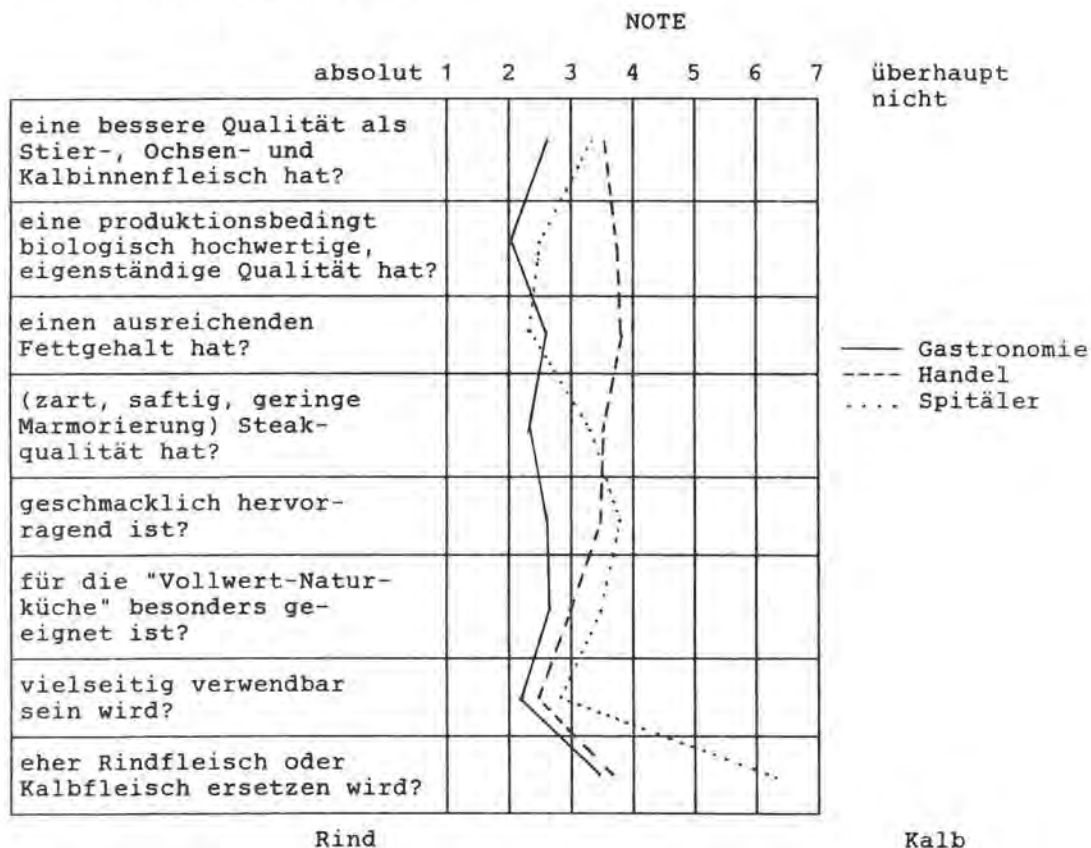 NOTE
absolut 1 2 3 4 5 6 7 überhaupt
nicht
eine bessere Qualität als
Stier-, Ochsen- und
Kalbinnenfleisch hat?
eine produktionsbedingt
biologisch hochwertige,
eigenständige Qualität hat?
einen ausreichenden
Fettgehalt hat?
(zart, saftig, geringe
Marmorierung) Steak-
qualität hat?
geschmacklich hervor-
ragend ist?
für die "Vollwert-Natur-
küche" besonders ge-
eignet ist?
vielseitig verwendbar
sein wird?
eher Rindfleisch oder
Kalbfleisch ersetzen wird?
Gastronomie
Handel
Spitäler
Rind Kalb